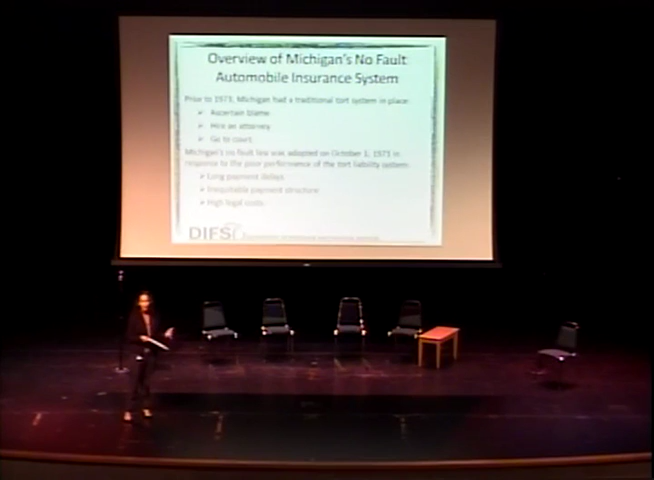 Overview of Michigan's No Fault
Automobile Insurance System
Prior to 1973, Michigan had a traditional tort system in place:
Ascertain blame
Hire an attorney
Go to court
Michigan's no fault law was adopted on October 1, 1973 in
response to the poor performance of the tort liability system:
Long payment delays
Inequitable payment structure
High legal costs
DIFS